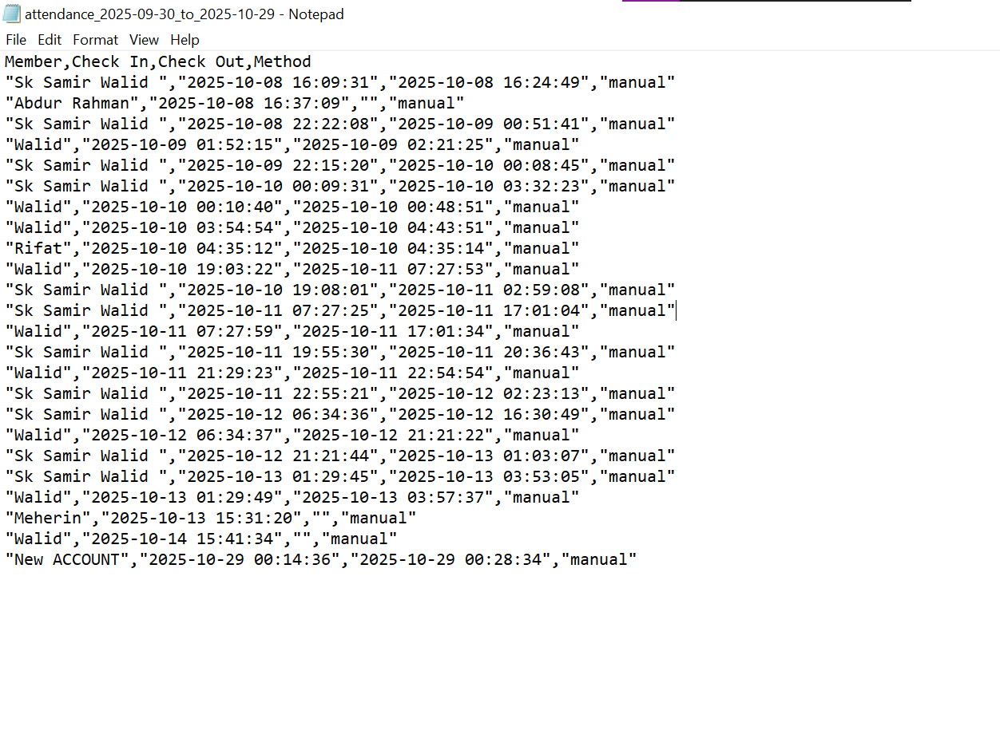 attendance_2025-09-30_to_2025-10-29 - Notepad
File Edit Format View Help
Member,Check In,Check Out,Method
"Sk Samir Walid ","2025-10-08 16:09:31","2025-10-08 16:24:49","manual"
"Abdur Rahman","2025-10-08 16:37:09","","manual"
"Sk Samir Walid ","2025-10-08 22:22:08","2025-10-09 00:51:41","manual"
"Walid","2025-10-09 01:52:15","2025-10-09 02:21:25","manual"
"Sk Samir Walid ","2025-10-09 22:15:20","2025-10-10 00:08:45","manual"
"Sk Samir Walid ","2025-10-10 00:09:31","2025-10-10 03:32:23","manual"
"Walid","2025-10-10 00:10:40","2025-10-10 00:48:51","manual"
"Walid","2025-10-10 03:54:54","2025-10-10 04:43:51","manual"
"Rifat","2025-10-10 04:35:12","2025-10-10 04:35:14","manual"
"Walid","2025-10-10 19:03:22","2025-10-11 07:27:53","manual"
"Sk Samir Walid ","2025-10-10 19:08:01","2025-10-11 02:59:08","manual"
"Sk Samir Walid ","2025-10-11 07:27:25","2025-10-11 17:01:04","manual"
"Walid","2025-10-11 07:27:59","2025-10-11 17:01:34","manual"
"Sk Samir Walid ","2025-10-11 19:55:30","2025-10-11 20:36:43","manual"
"Walid","2025-10-11 21:29:23","2025-10-11 22:54:54","manual"
"Sk Samir Walid ","2025-10-11 22:55:21","2025-10-12 02:23:13","manual"
"Sk Samir Walid ","2025-10-12 06:34:36","2025-10-12 16:30:49","manual"
"Walid","2025-10-12 06:34:37","2025-10-12 21:21:22","manual"
"Sk Samir Walid ","2025-10-12 21:21:44","2025-10-13 01:03:07","manual"
"Sk Samir Walid ","2025-10-13 01:29:45","2025-10-13 03:53:05","manual"
"Walid","2025-10-13 01:29:49","2025-10-13 03:57:37","manual"
"Meherin","2025-10-13 15:31:20","","manual"
"Walid","2025-10-14 15:41:34","","manual"
"New ACCOUNT","2025-10-29 00:14:36","2025-10-29 00:28:34","manual"